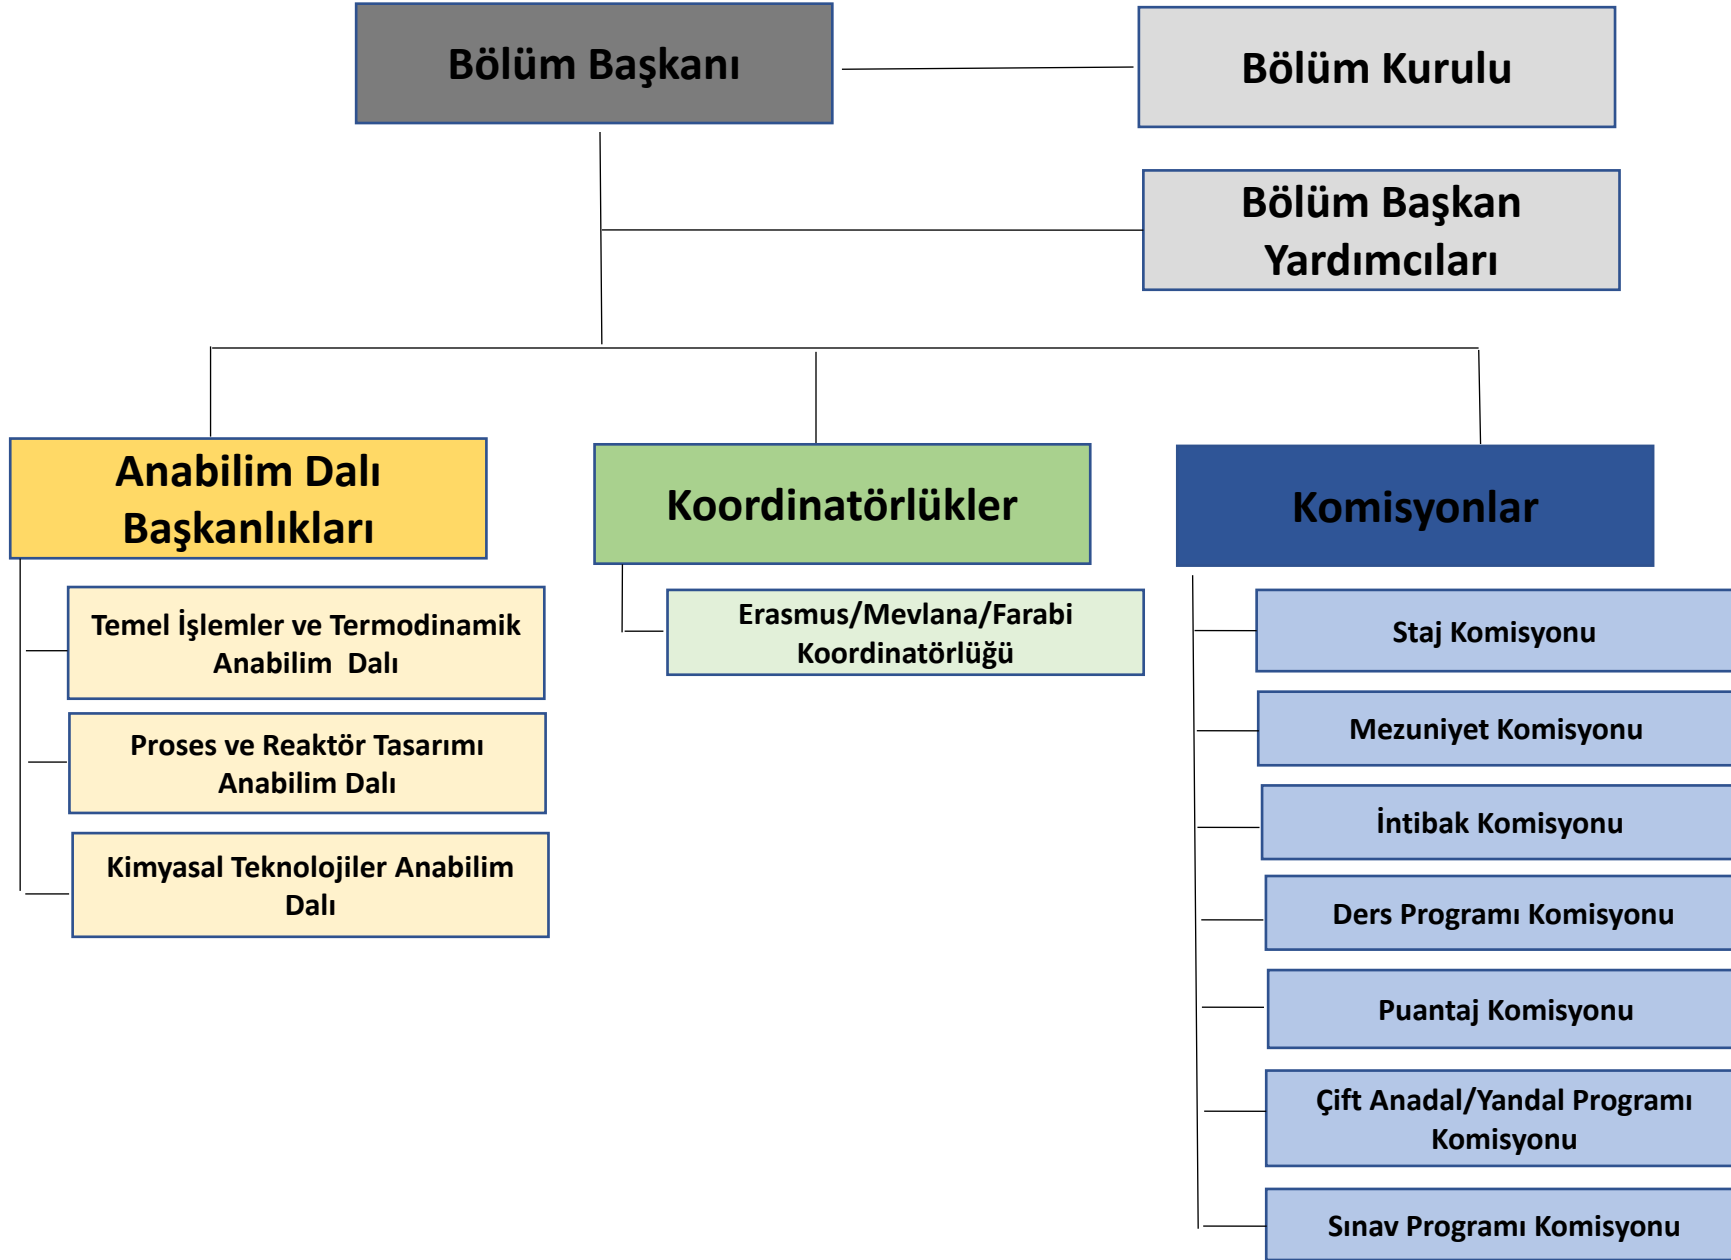 Bölüm Başkanı
Bölüm Kurulu
Bölüm Başkan
Yardımcıları
Anabilim Dalı
Başkanlıkları
Temel İşlemler ve Termodinamik
Anabilim  Dalı
Proses ve Reaktör Tasarımı
Anabilim Dalı
Kimyasal Teknolojiler Anabilim
Dalı
Koordinatörlükler
Erasmus/Mevlana/Farabi
Koordinatörlüğü
Komisyonlar
Staj Komisyonu
Mezuniyet Komisyonu
İntibak Komisyonu
Ders Programı Komisyonu
Puantaj Komisyonu
Çift Anadal/Yandal Programı
Komisyonu
Sınav Programı Komisyonu